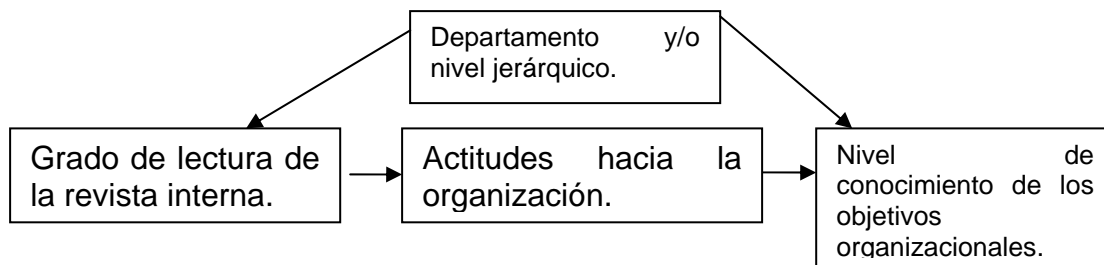 Departamento y/o
nivel jerárquico.
Grado de lectura de
la revista interna.
Actitudes hacia la
organización.
Nivel de
conocimiento de los
objetivos
organizacionales.